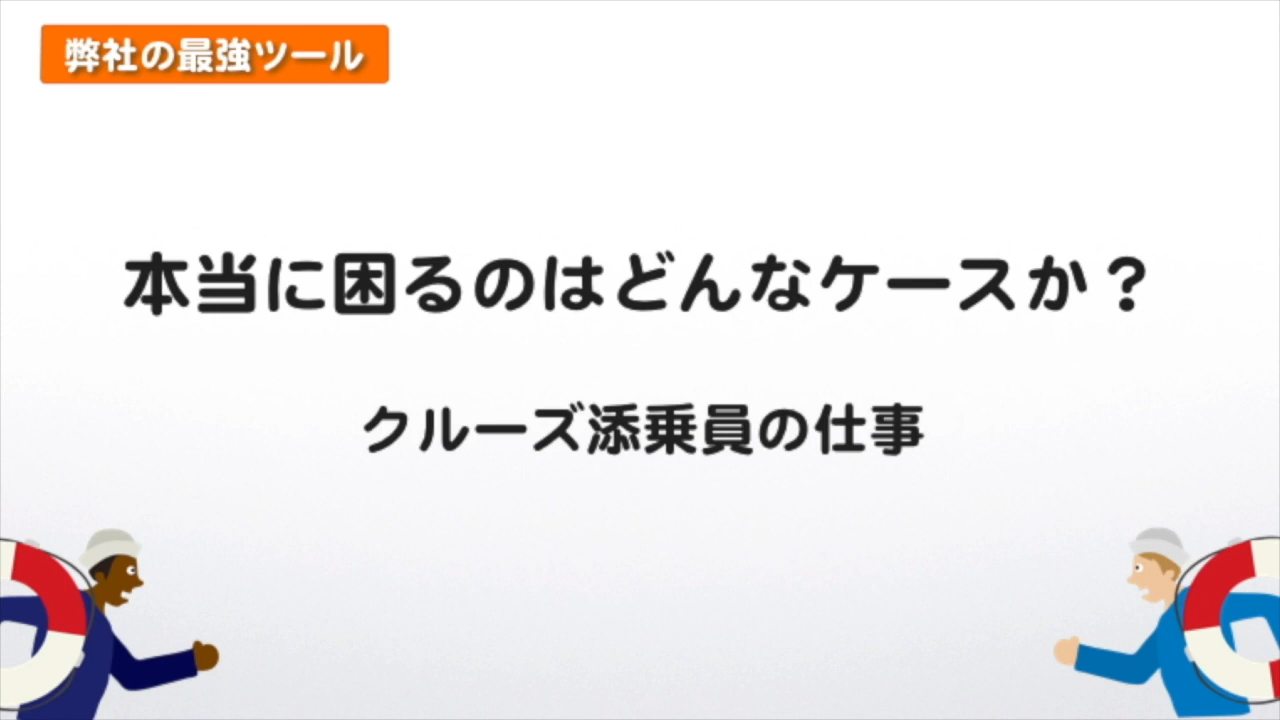 弊社の最強ツール
本当に困るのはどんなケースか？
クルーズ添乗員の仕事